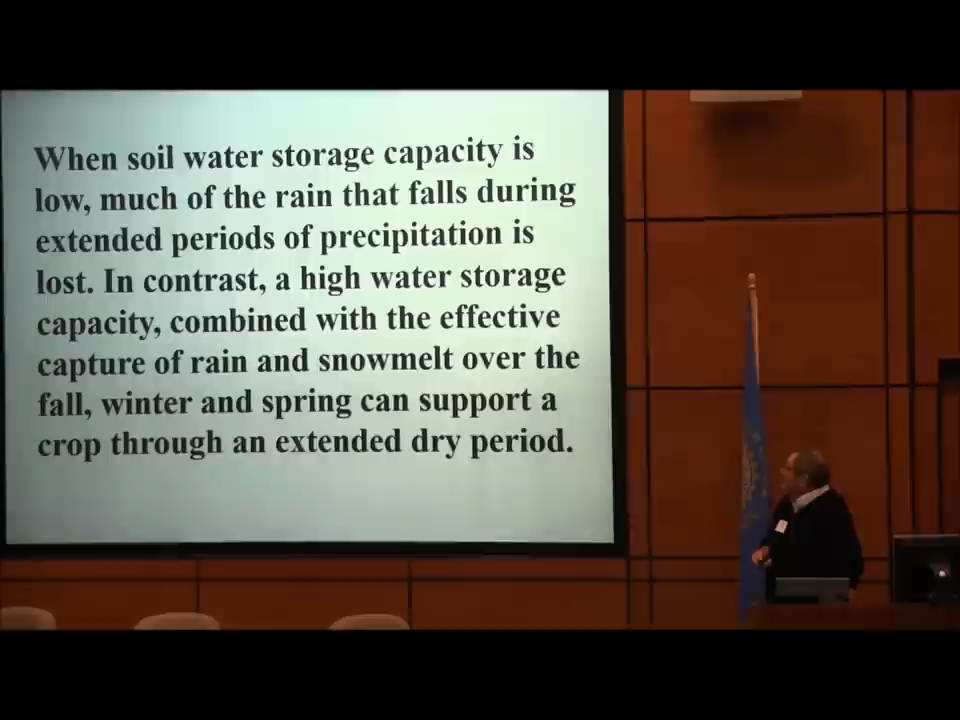 When soil water storage capacity is
low, much of the rain that falls during
extended periods of precipitation is
lost. In contrast, a high water storage
capacity, combined with the effective
capture of rain and snowmelt over the
fall, winter and spring can support a
crop through an extended dry period.